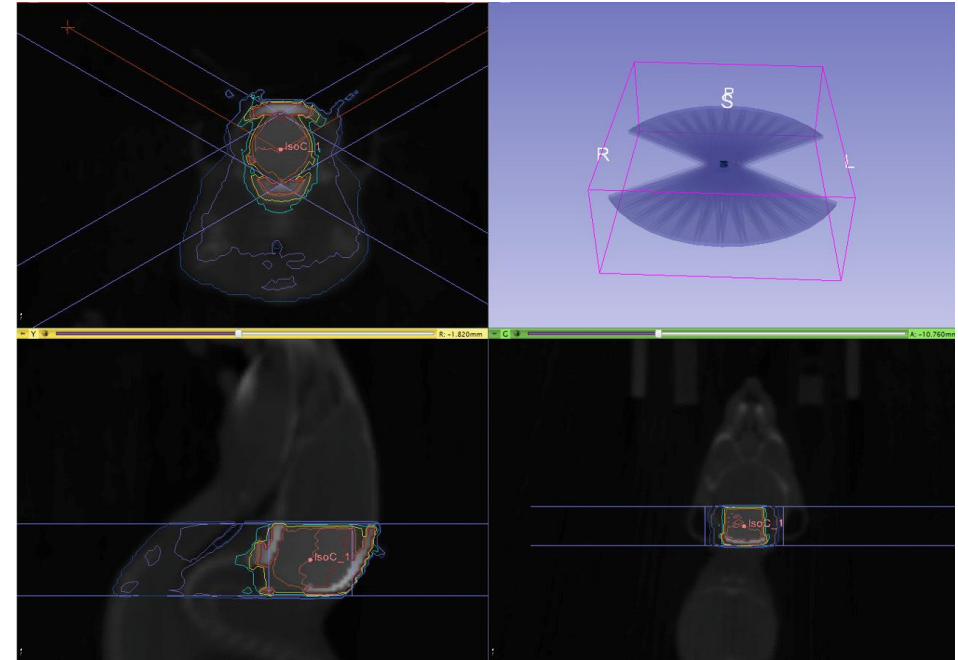 IsoC_1
S
R
L
Y
R: -1.820mm
G
A: -10.760mm
IsoC_1
IsoC_1